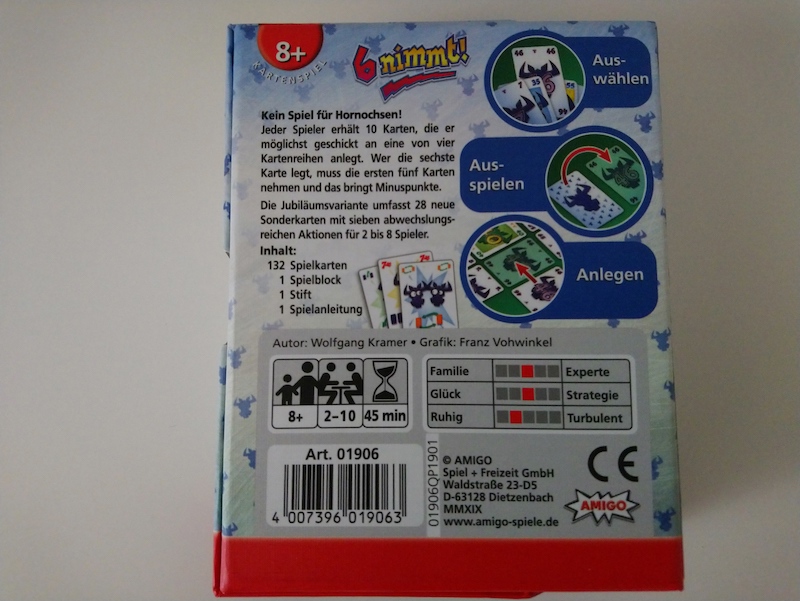 8+
KARTENSPIEL
6 nimmt!
Aus-
wählen
Kein Spiel für Hornochsen!
Jeder Spieler erhält 10 Karten, die er
möglichst geschickt an eine von vier
Kartenreihen anlegt. Wer die sechste
Karte legt, muss die ersten fünf Karten
nehmen und das bringt Minuspunkte.
Aus-
spielen
Die Jubiläumsvariante umfasst 28 neue
Sonderkarten mit sieben abwechslungs-
reichen Aktionen für 2 bis 8 Spieler.
Anlegen
Inhalt:
132 Spielkarten
1 Spielblock
1 Stift
1 Spielanleitung
Autor: Wolfgang Kramer • Grafik: Franz Vohwinkel
8+ 2–10 45 min
Familie Experte
Glück Strategie
Ruhig Turbulent
Art. 01906
4 007396 019063
01906QP1901
© AMIGO
Spiel + Freizeit GmbH
Waldstraße 23-D5
D-63128 Dietzenbach
MMXIX
www.amigo-spiele.de
CE
AMIGO